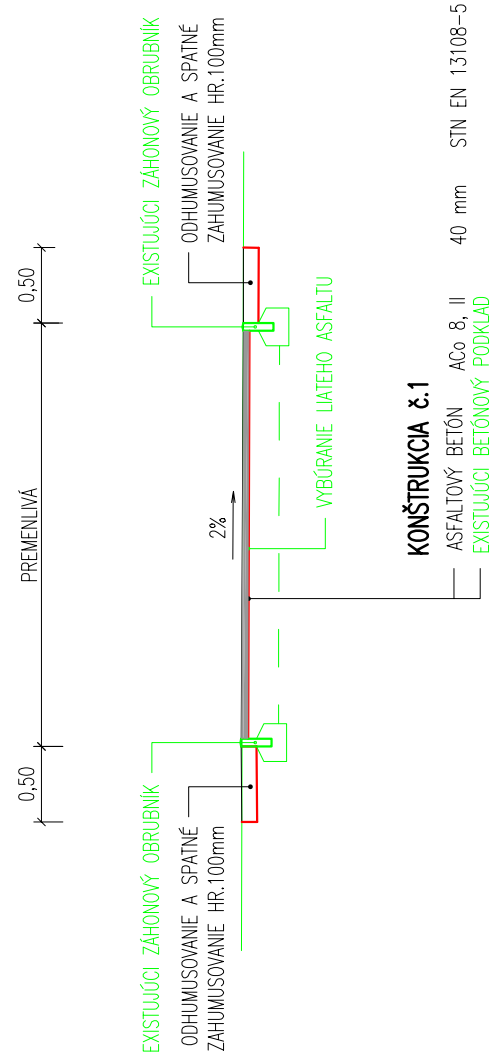 0,50
PREMENLIVÁ
0,50
EXISTUJÚCI ZÁHONOVÝ OBRUBNÍK
ODHUMUSOVANIE A SPATNÉ
ZAHUMUSOVANIE HR.100mm
EXISTUJÚCI ZÁHONOVÝ OBRUBNÍK
ODHUMUSOVANIE A SPATNÉ
ZAHUMUSOVANIE HR.100mm
2%
VYBÚRANIE LIATEHO ASFALTU
KONŠTRUKCIA č.1
ASFALTOVÝ BETÓN ACo 8, II 40 mm STN EN 13108-5
EXISTUJÚCI BETÓNOVÝ PODKLAD